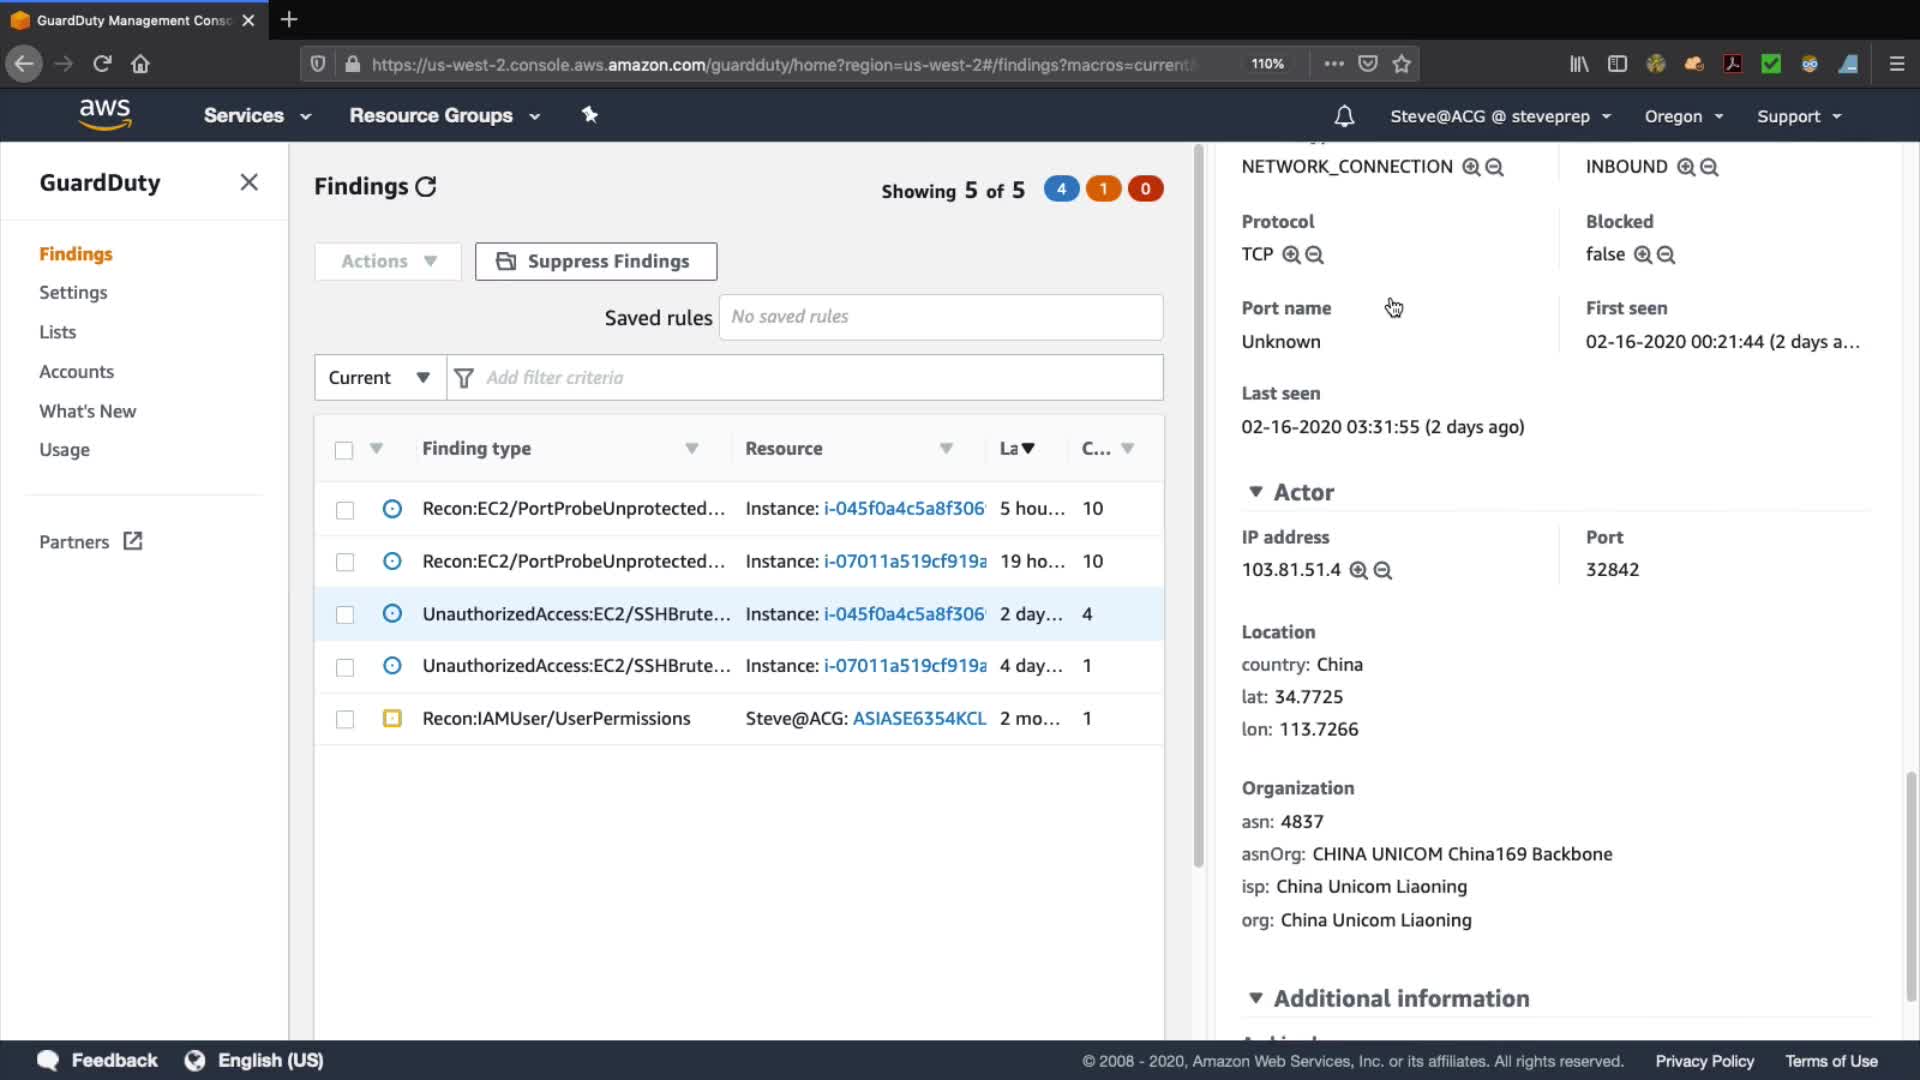 GuardDuty Management Conso
https://us-west-2.console.aws.amazon.com/guardduty/home?region=us-west-2#/findings?macros=current
110%
aws
Services
Resource Groups
Steve@ACG @ steveprep
Oregon
Support
GuardDuty
Findings
Settings
Lists
Accounts
What's New
Usage
Partners
Findings
Showing 5 of 5
4
1
0
Actions
Suppress Findings
Saved rules
No saved rules
Current
Add filter criteria
Finding type
Resource
La
C...
Recon:EC2/PortProbeUnprotected... Instance: i-045f0a4c5a8f306 5 hou... 10
Recon:EC2/PortProbeUnprotected... Instance: i-07011a519cf919a 19 ho... 10
UnauthorizedAccess:EC2/SSHBrute... Instance: i-045f0a4c5a8f306 2 day... 4
UnauthorizedAccess:EC2/SSHBrute... Instance: i-07011a519cf919a 4 day... 1
Recon:IAMUser/UserPermissions Steve@ACG: ASIASE6354KCL 2 mo... 1
NETWORK_CONNECTION
INBOUND
Protocol
TCP
Blocked
false
Port name
Unknown
First seen
02-16-2020 00:21:44 (2 days a...
Last seen
02-16-2020 03:31:55 (2 days ago)
Actor
IP address
103.81.51.4
Port
32842
Location
country: China
lat: 34.7725
lon: 113.7266
Organization
asn: 4837
asnOrg: CHINA UNICOM China169 Backbone
isp: China Unicom Liaoning
org: China Unicom Liaoning
Additional information
Feedback
English (US)
© 2008 - 2020, Amazon Web Services, Inc. or its affiliates. All rights reserved.
Privacy Policy
Terms of Use